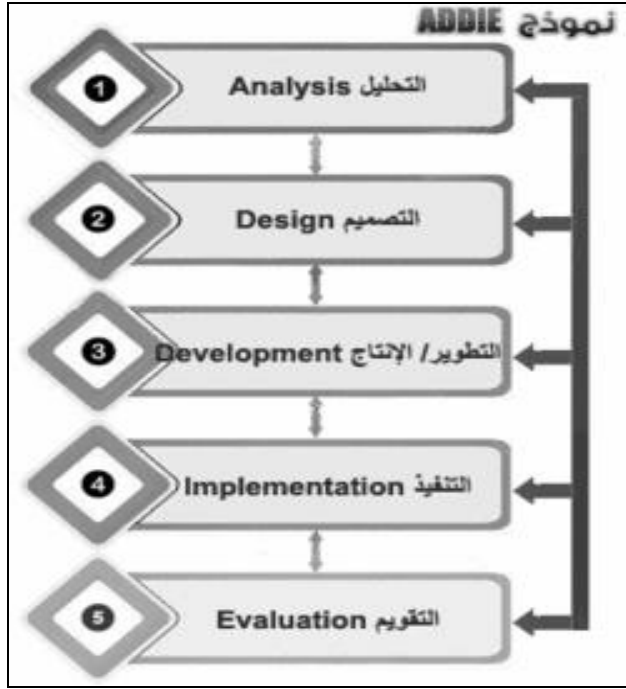 نموذج ADDIE
1
التحليل Analysis
2
التصميم Design
3
التطوير/ الإنتاج Development
4
التنفيذ Implementation
5
التقويم Evaluation